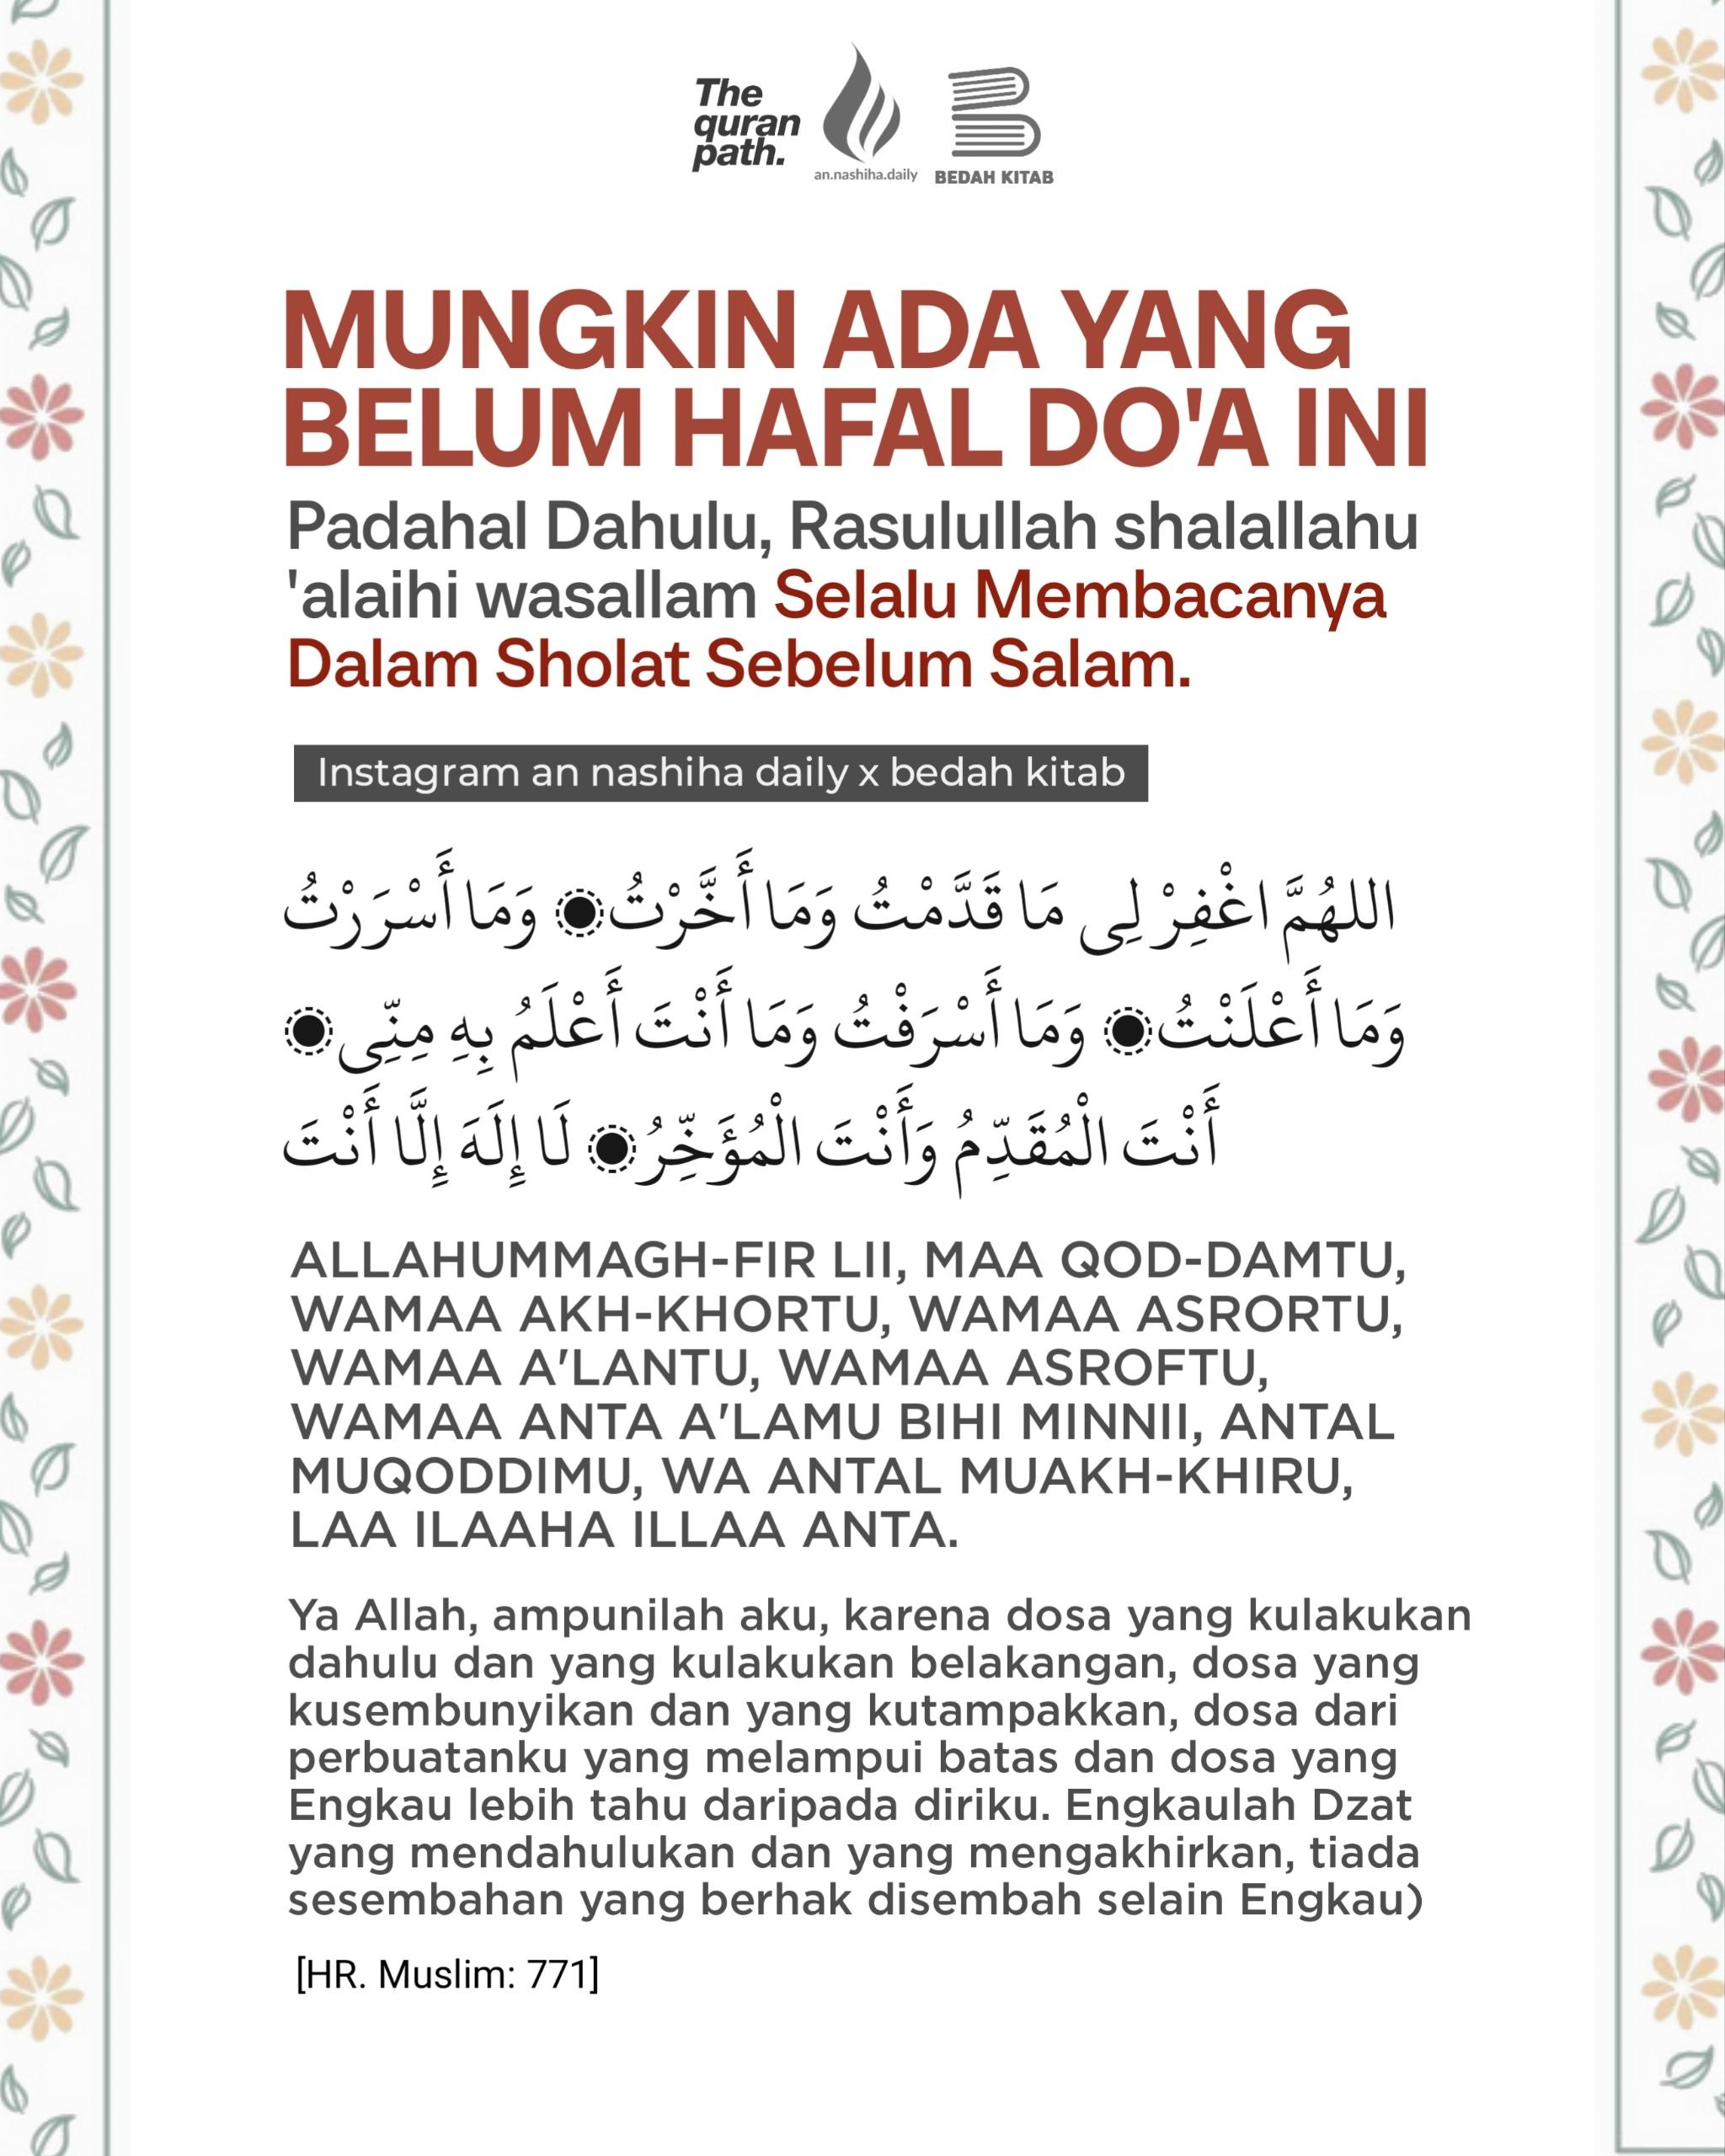 The
quran
path.
an.nashiha.daily
BEDAH KITAB
MUNGKIN ADA YANG
BELUM HAFAL DO'A INI
Padahal Dahulu, Rasulullah shalallahu
'alaihi wasallam Selalu Membacanya
Dalam Sholat Sebelum Salam.
Instagram an nashiha daily x bedah kitab
اللهُمَّ اغْفِرْ لِي مَا قَدَّمْتُ وَمَا أَخَّرْتُ۝ وَمَا أَسْرَرْتُ
وَمَا أَعْلَنْتُ۝ وَمَا أَسْرَفْتُ وَمَا أَنْتَ أَعْلَمُ بِهِ مِنِّي۝
أَنْتَ الْمُقَدِّمُ وَأَنْتَ الْمُؤَخِّرُ۝ لَا إِلَهَ إِلَّا أَنْتَ
ALLAHUMMAGH-FIR LII, MAA QOD-DAMTU,
WAMAA AKH-KHORTU, WAMAA ASRORTU,
WAMAA A'LANTU, WAMAA ASROFTU,
WAMAA ANTA A'LAMU BIHI MINNII, ANTAL
MUQODDIMU, WA ANTAL MUAKH-KHIRU,
LAA ILAAHA ILLAA ANTA.
Ya Allah, ampunilah aku, karena dosa yang kulakukan
dahulu dan yang kulakukan belakangan, dosa yang
kusembunyikan dan yang kutampakkan, dosa dari
perbuatanku yang melampui batas dan dosa yang
Engkau lebih tahu daripada diriku. Engkaulah Dzat
yang mendahulukan dan yang mengakhirkan, tiada
sesembahan yang berhak disembah selain Engkau)
[HR. Muslim: 771]